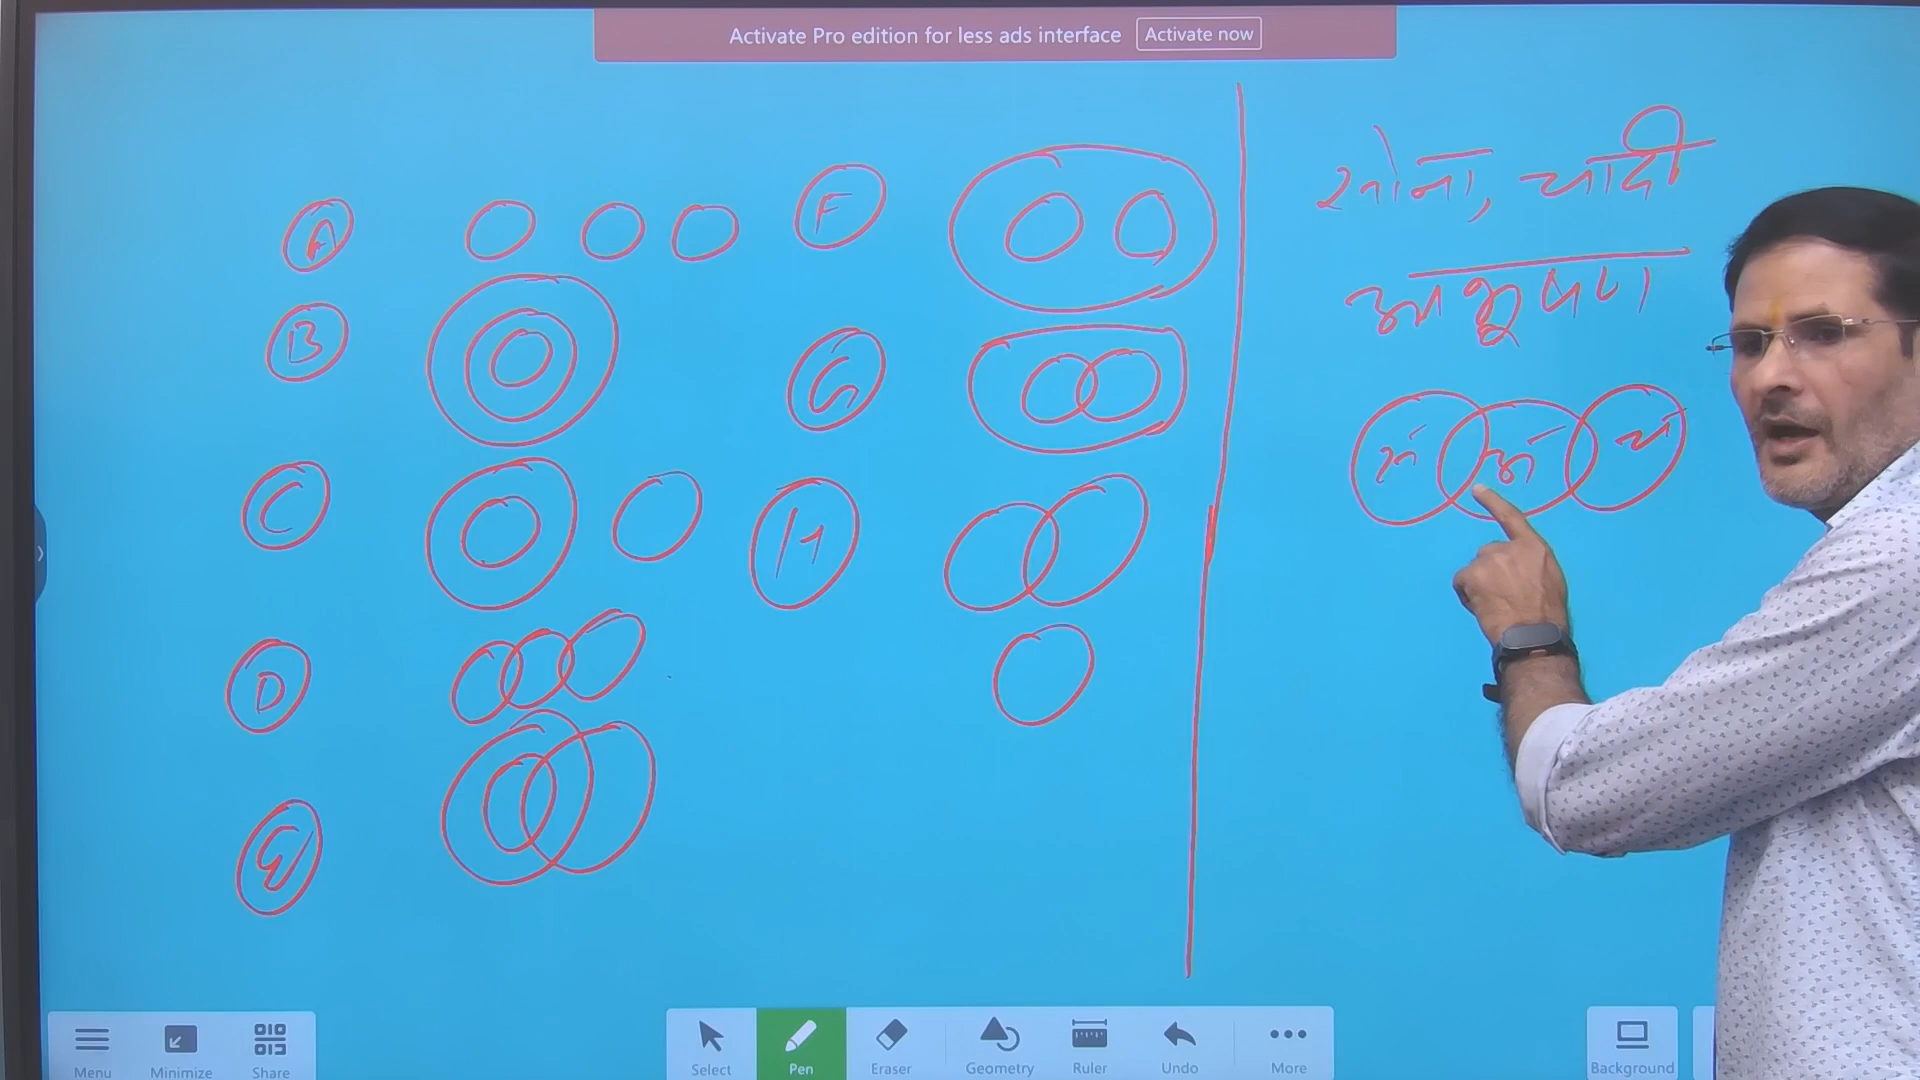 Activate Pro edition for less ads interface Activate now
A
F
सोना, चादी
आभूषण
B
G
सो आ चा
C
H
D
E
Menu Minimize Share Select Pen Eraser Geometry Ruler Undo More Background